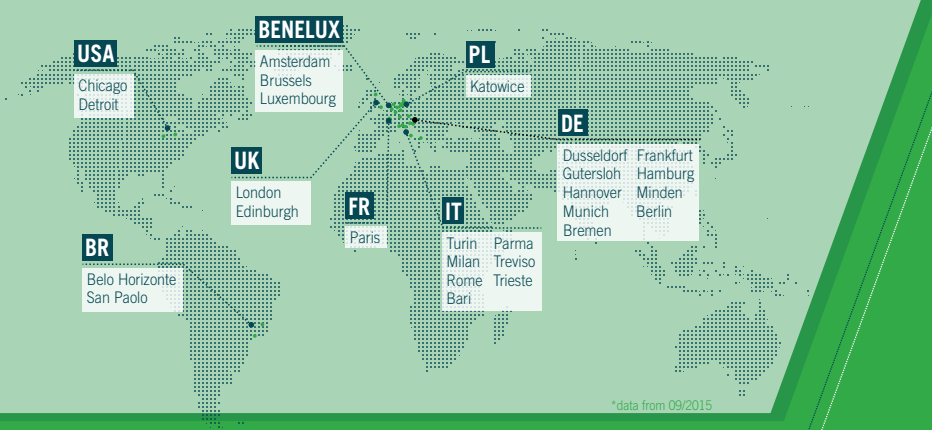 BENELUX
Amsterdam
Brussels
Luxembourg
USA
Chicago
Detroit
PL
Katowice
DE
Dusseldorf Frankfurt
Gutersloh Hamburg
Hannover Minden
Munich Berlin
Bremen
UK
London
Edinburgh
FR
Paris
IT
Turin Parma
Milan Treviso
Rome Trieste
Bari
BR
Belo Horizonte
San Paolo
*data from 09/2015